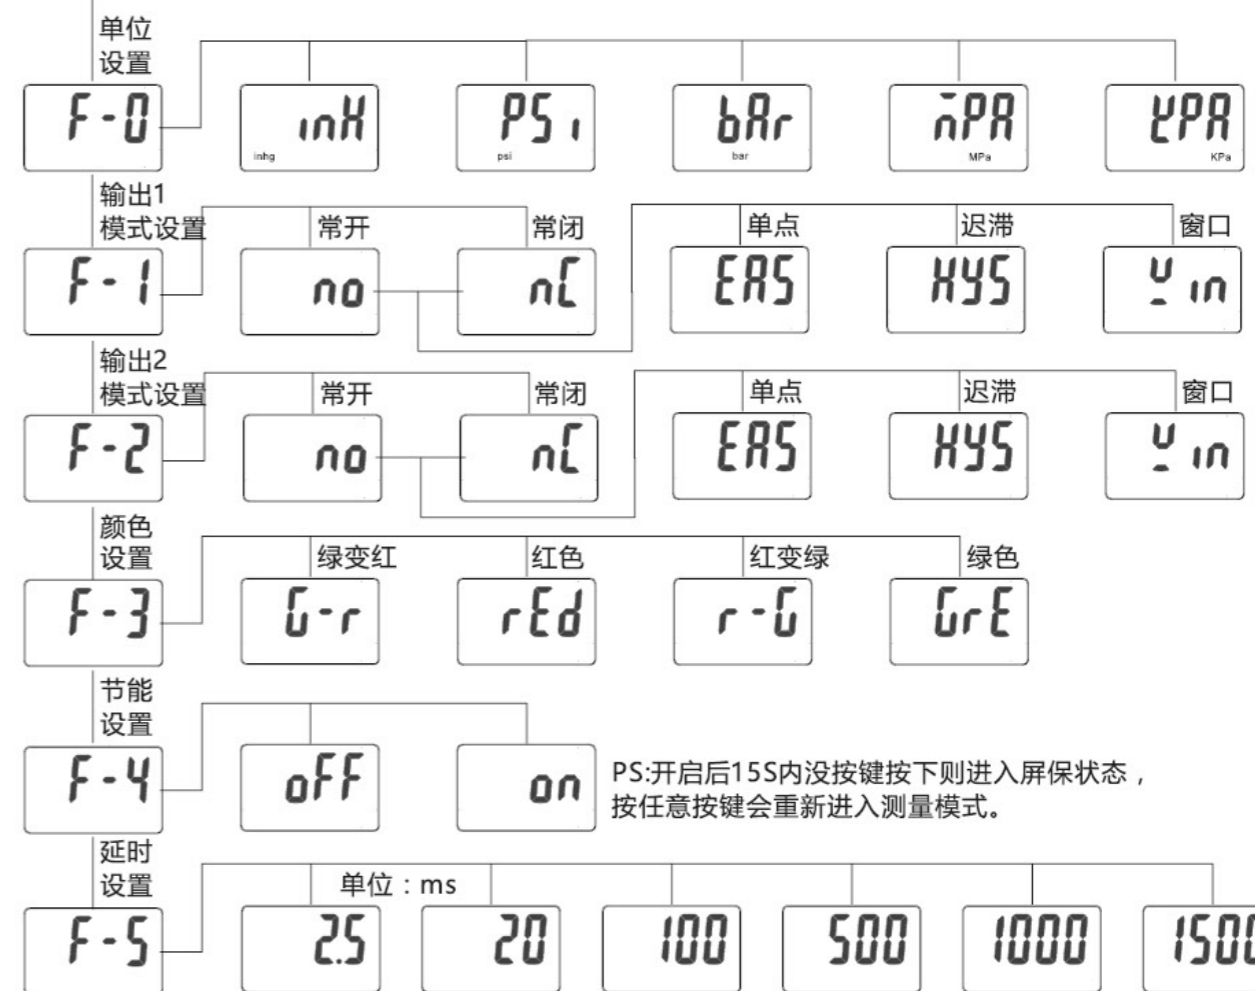 单位
设置
F-0
inH
inhg
PSi
psi
bAr
bar
MPA
MPa
KPA
KPa
输出1
模式设置
常开
常闭
单点
迟滞
窗口
F-1
no
nC
EAS
HYS
Win
输出2
模式设置
常开
常闭
单点
迟滞
窗口
F-2
no
nC
EAS
HYS
Win
颜色
设置
绿变红
红色
红变绿
绿色
F-3
G-r
rEd
r-G
GrE
节能
设置
F-4
oFF
on
PS:开启后15S内没按键按下则进入屏保状态，
按任意按键会重新进入测量模式。
延时
设置
单位：ms
F-5
2.5
20
100
500
1000
1500